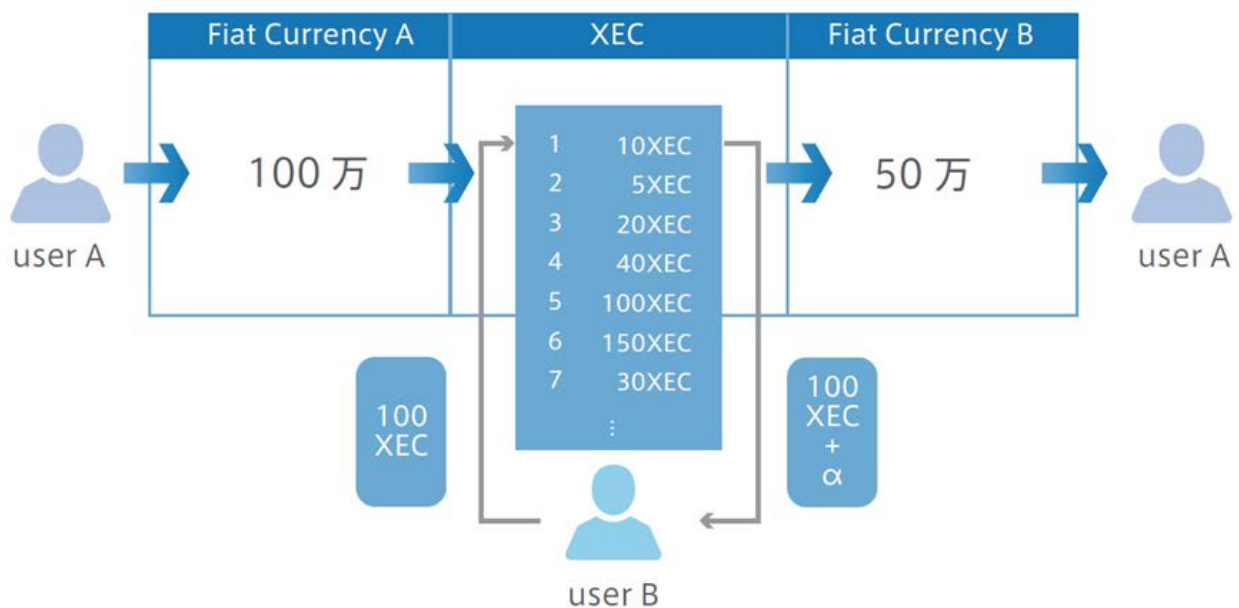 Fiat Currency A
XEC
Fiat Currency B
user A
100 万
1 10XEC
2 5XEC
3 20XEC
4 40XEC
5 100XEC
6 150XEC
7 30XEC
⋮
50 万
user A
100
XEC
100
XEC
+
α
user B